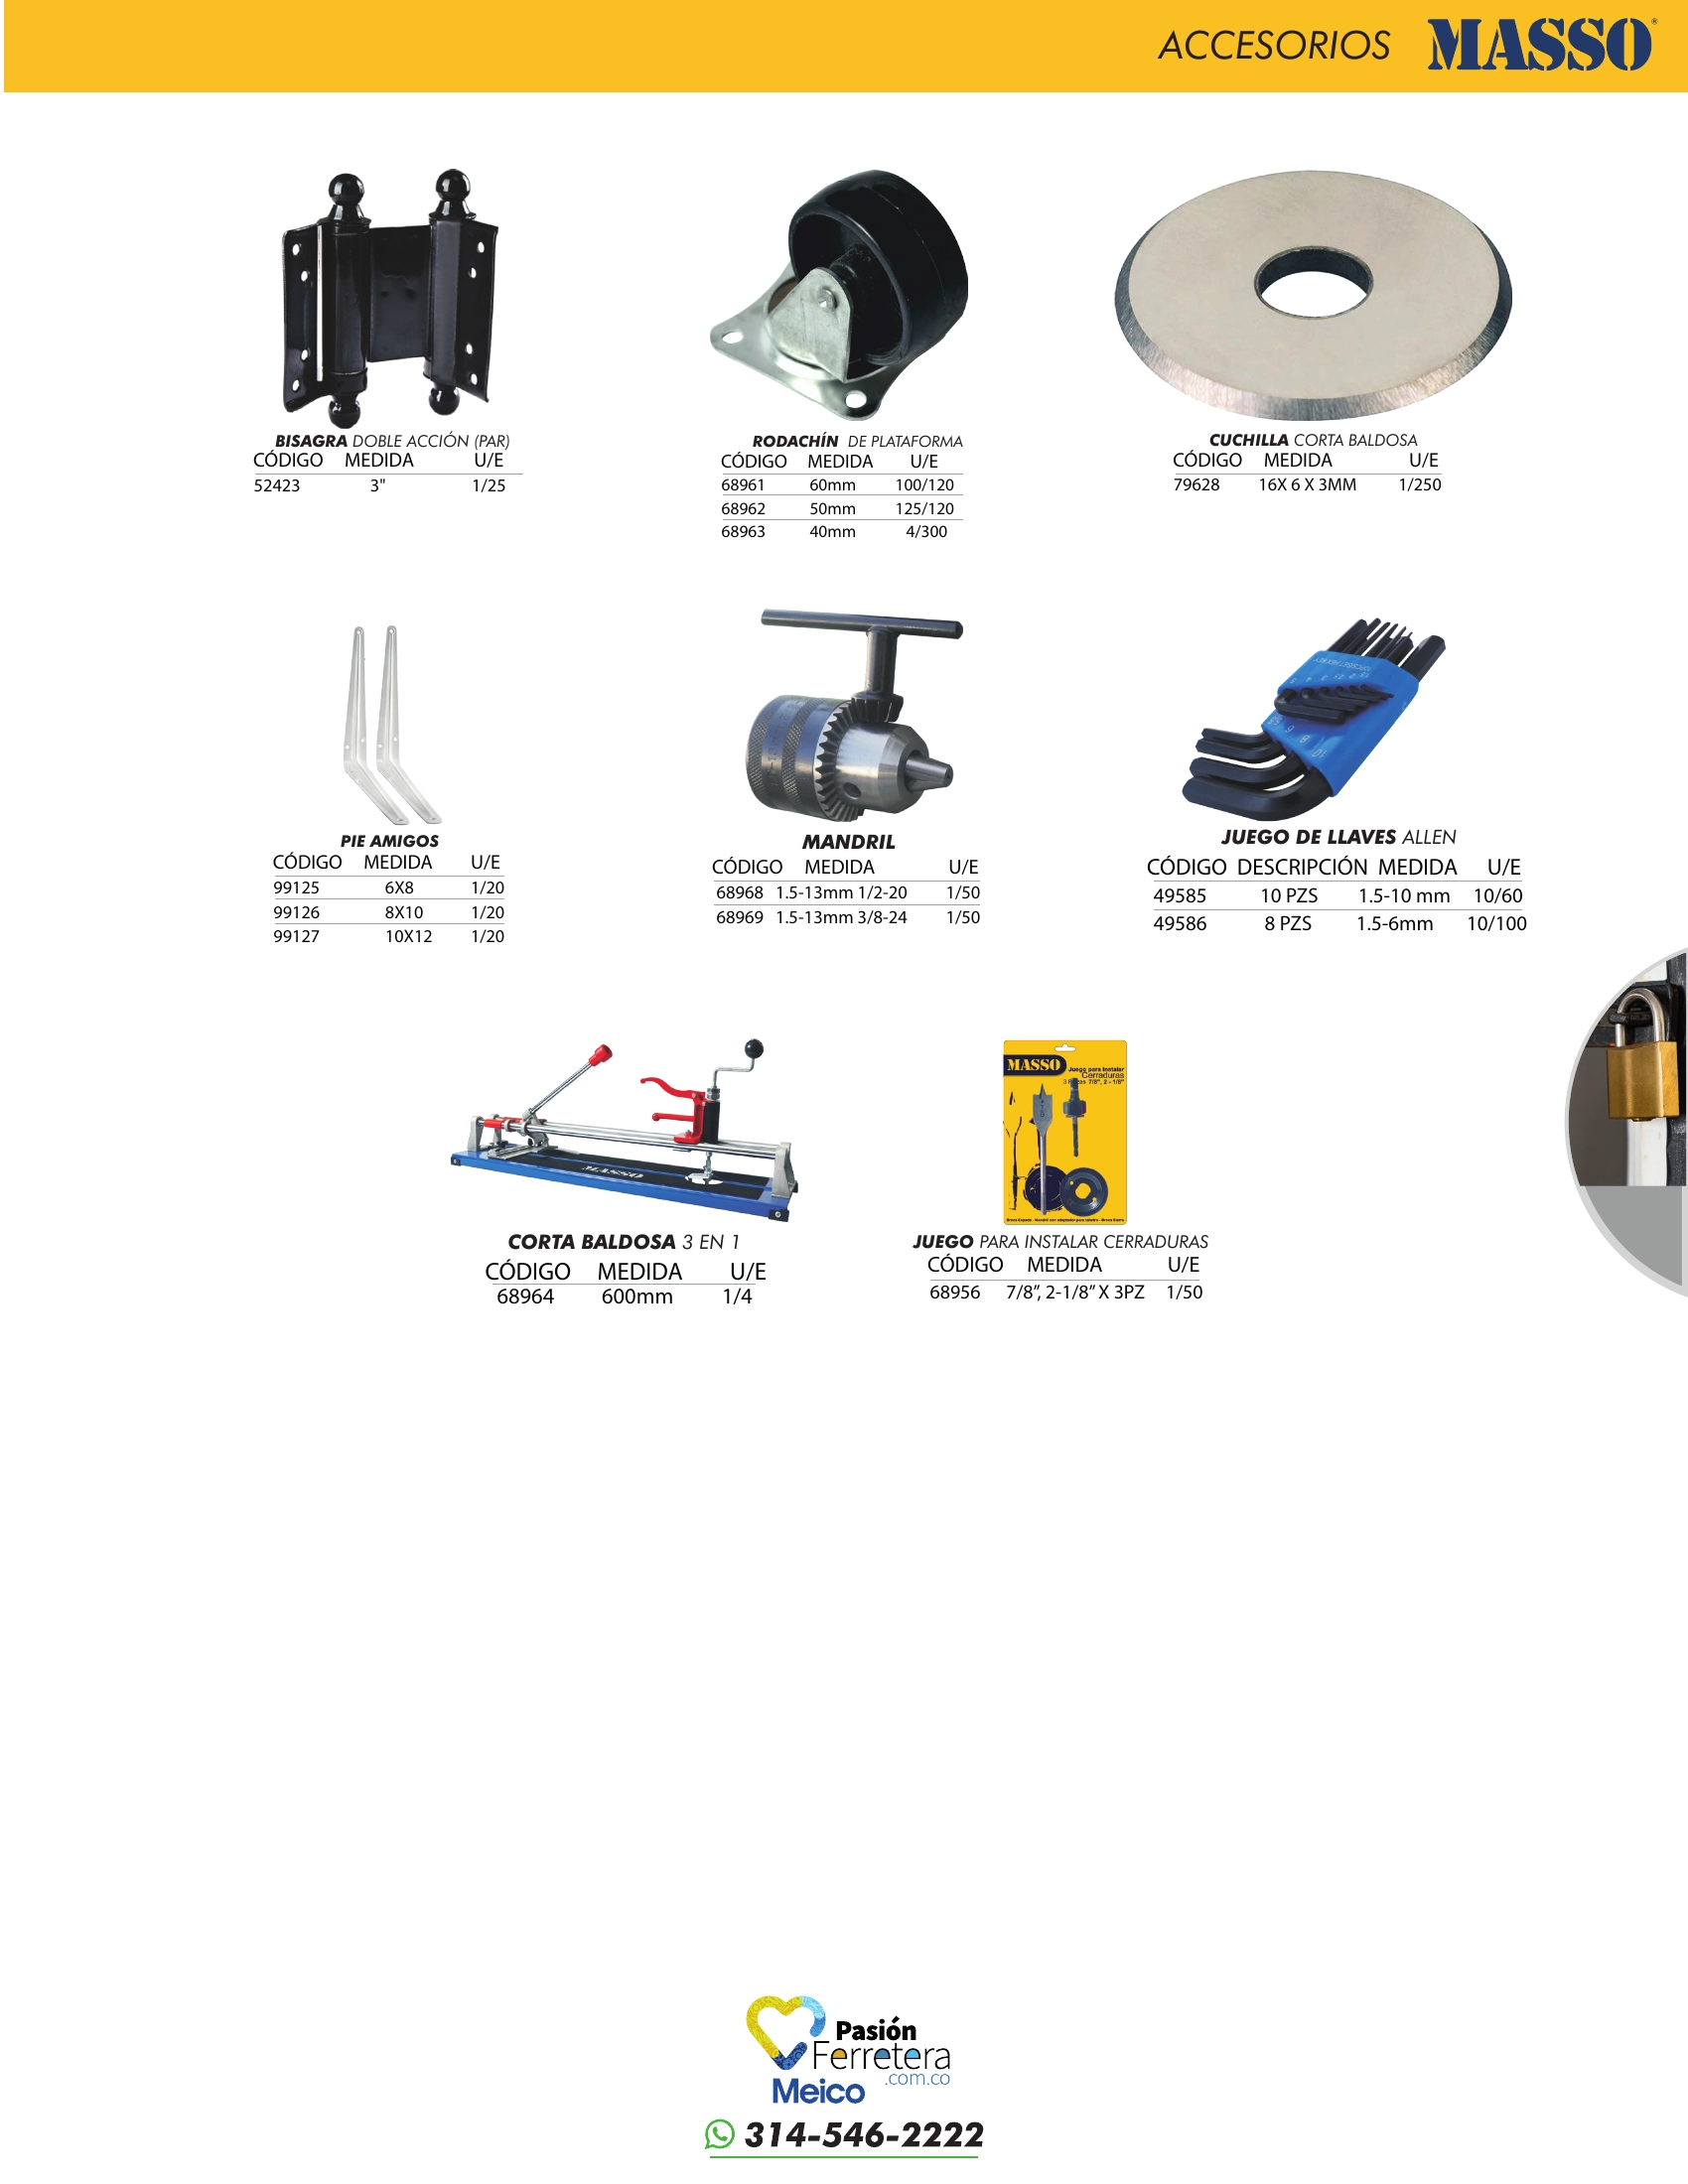 ACCESORIOS MASSO®
BISAGRA DOBLE ACCIÓN (PAR)
CÓDIGO MEDIDA U/E
52423 3" 1/25
RODACHÍN DE PLATAFORMA
CÓDIGO MEDIDA U/E
68961 60mm 100/120
68962 50mm 125/120
68963 40mm 4/300
CUCHILLA CORTA BALDOSA
CÓDIGO MEDIDA U/E
79628 16X 6 X 3MM 1/250
PIE AMIGOS
CÓDIGO MEDIDA U/E
99125 6X8 1/20
99126 8X10 1/20
99127 10X12 1/20
MANDRIL
CÓDIGO MEDIDA U/E
68968 1.5-13mm 1/2-20 1/50
68969 1.5-13mm 3/8-24 1/50
JUEGO DE LLAVES ALLEN
CÓDIGO DESCRIPCIÓN MEDIDA U/E
49585 10 PZS 1.5-10 mm 10/60
49586 8 PZS 1.5-6mm 10/100
MASSO
CORTA BALDOSA 3 EN 1
CÓDIGO MEDIDA U/E
68964 600mm 1/4
MASSO
Juego para Instalar
Cerraduras
7/8", 2 - 1/8"
JUEGO PARA INSTALAR CERRADURAS
CÓDIGO MEDIDA U/E
68956 7/8”, 2-1/8” X 3PZ 1/50
Pasión
Ferretera
.com.co
Meico
314-546-2222